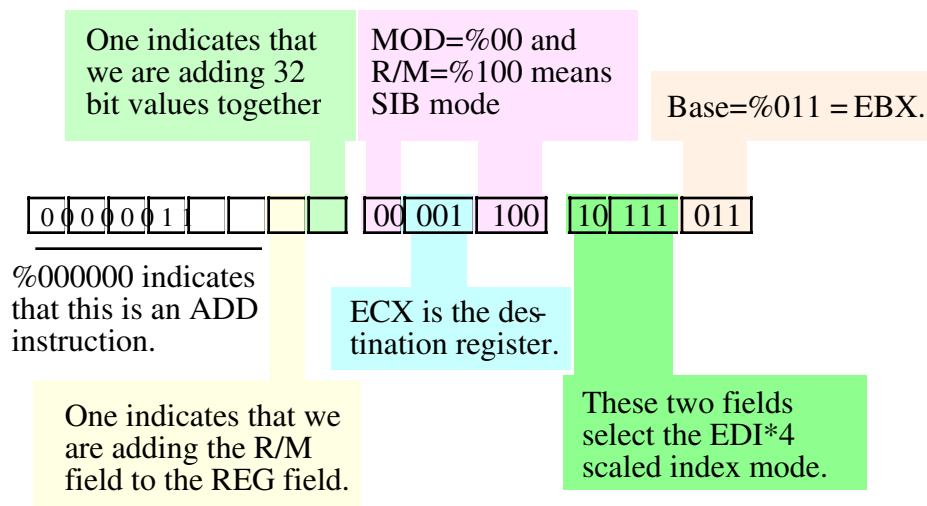 One indicates that
we are adding 32
bit values together
MOD=%00 and
R/M=%100 means
SIB mode
Base=%011 = EBX.
0 0 0 0 0 0 1 1 00 001 100 10 111 011
%000000 indicates
that this is an ADD
instruction.
ECX is the des-
tination register.
One indicates that we
are adding the R/M
field to the REG field.
These two fields
select the EDI*4
scaled index mode.